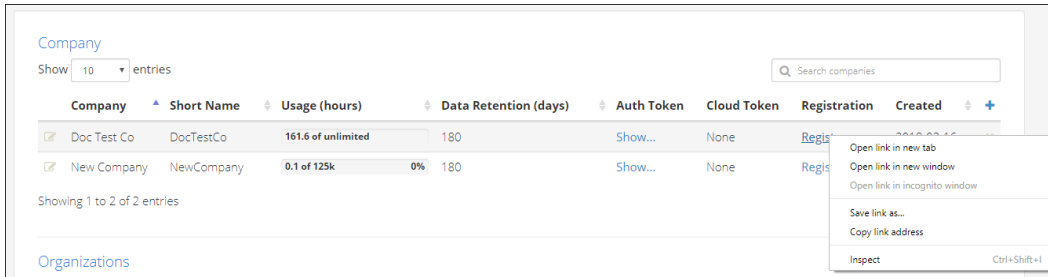 Company
Show 10 entries
Search companies
Company Short Name Usage (hours) Data Retention (days) Auth Token Cloud Token Registration Created
Doc Test Co DocTestCo 161.6 of unlimited 180 Show... None
New Company NewCompany 0.1 of 125k 0% 180 Show... None
Open link in new tab
Open link in new window
Open link in incognito window
Save link as...
Copy link address
Inspect Ctrl+Shift+I
Showing 1 to 2 of 2 entries
Organizations